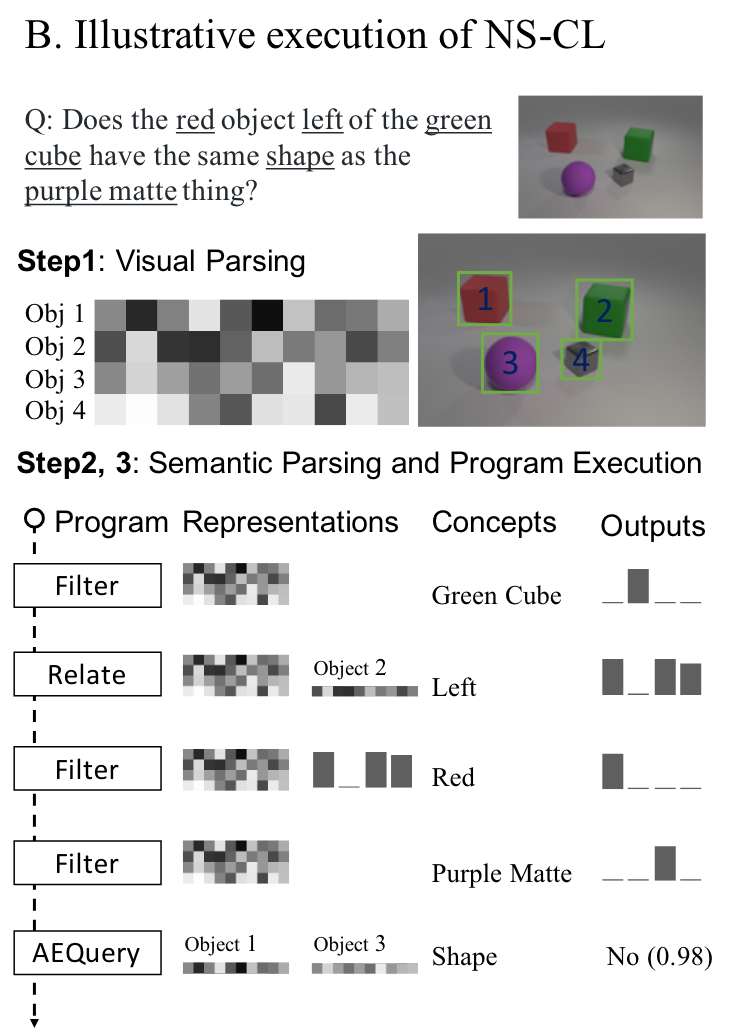 B. Illustrative execution of NS-CL
Q: Does the red object left of the green
cube have the same shape as the
purple matte thing?
Step1: Visual Parsing
Obj 1
Obj 2
Obj 3
Obj 4
1
2
3
4
Step2, 3: Semantic Parsing and Program Execution
Program Representations Concepts Outputs
Filter Green Cube
Relate Object 2 Left
Filter Red
Filter Purple Matte
AEQuery Object 1 Object 3 Shape No (0.98)